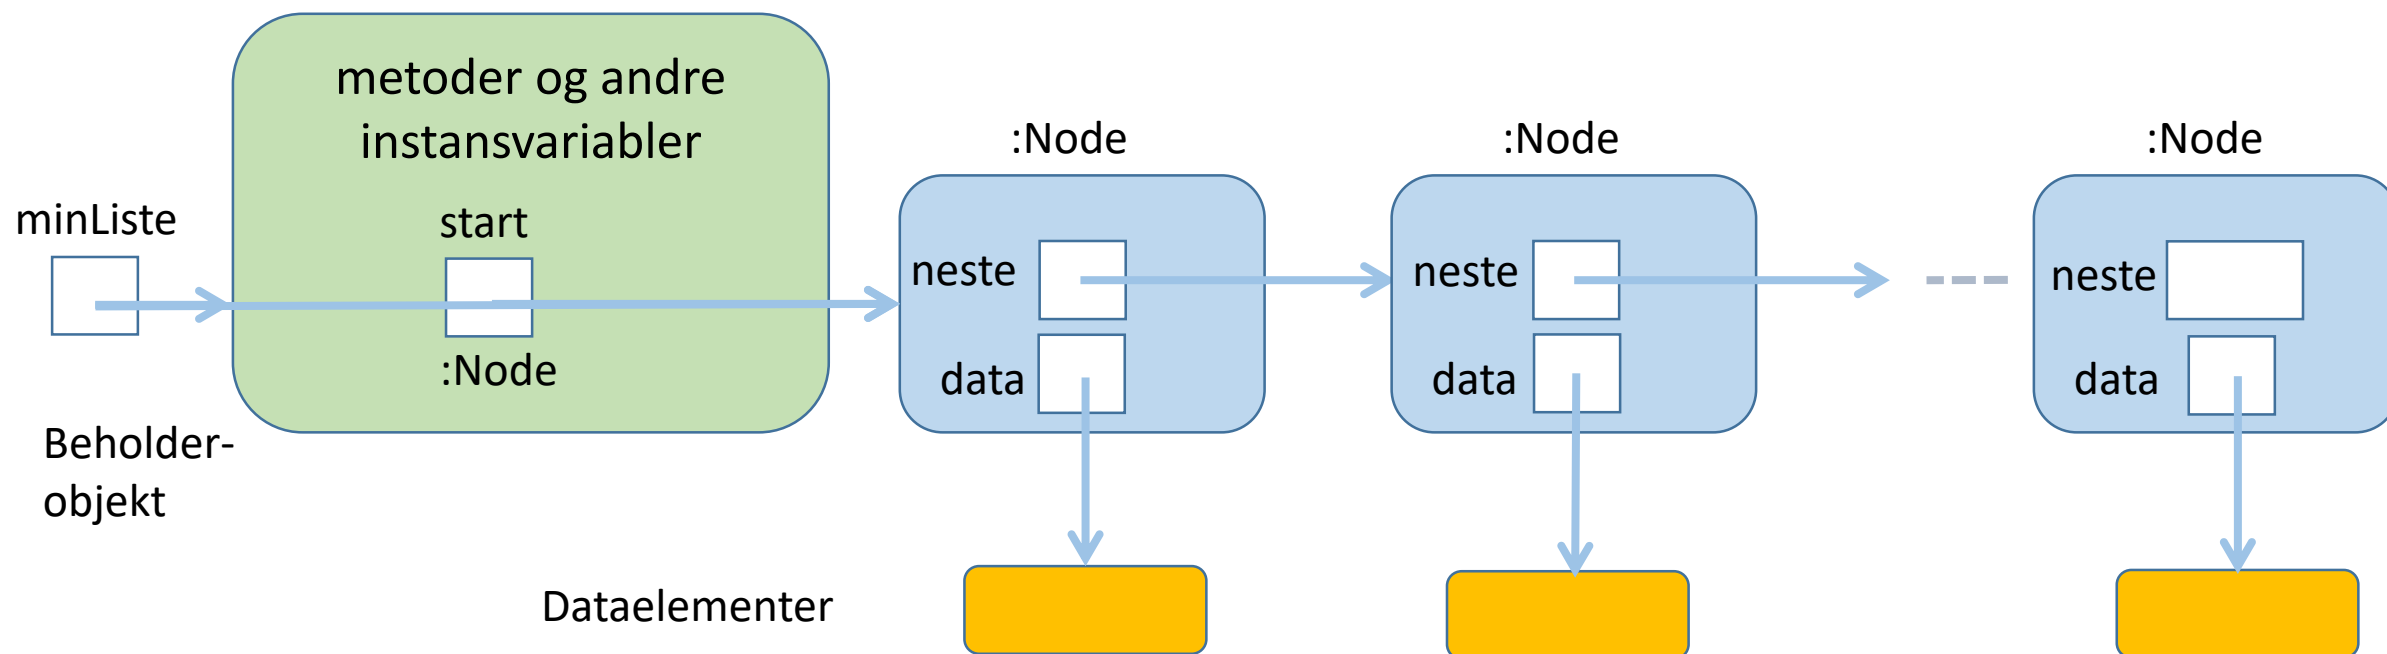 metoder og andre
instansvariabler
minListe
start
:Node
Beholder-
objekt
:Node
neste
data
:Node
neste
data
:Node
neste
data
Dataelementer